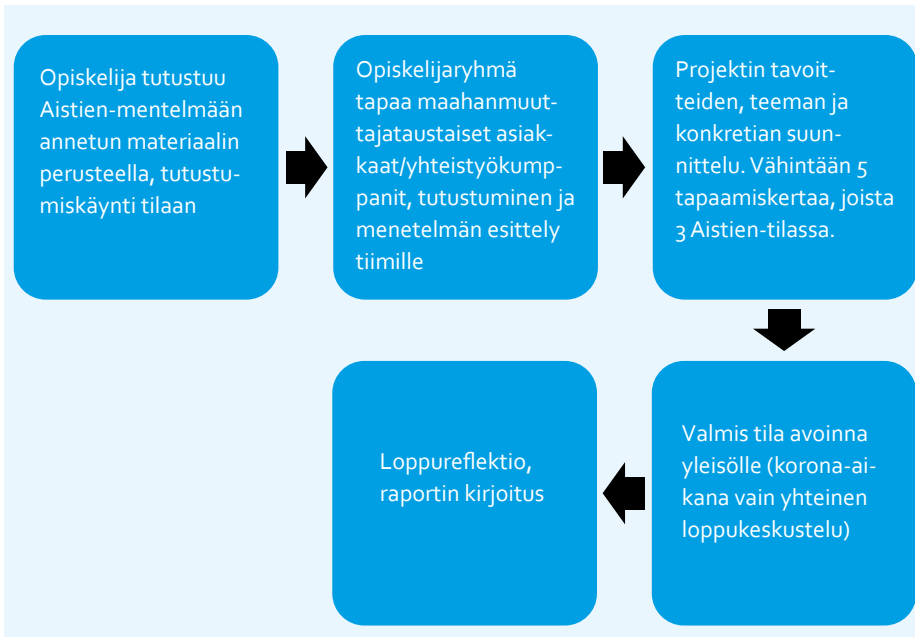 Opiskelija tutustuu
Aistien-mentelmään
annetun materiaalin
perusteella, tutustu-
miskäynti tilaan
Opiskelijaryhmä
tapaa maahanmuut-
tajataustaiset asiak-
kaat/yhteistyökump-
panit, tutustuminen ja
menetelmän esittely
tiimille
Projektin tavoit-
teiden, teeman ja
konkretian suun-
nittelu. Vähintään 5
tapaamiskertaa, joista
3 Aistien-tilassa.
Valmis tila avoinna
yleisölle (korona-ai-
kana vain yhteinen
loppukeskustelu)
Loppureflektio,
raportin kirjoitus